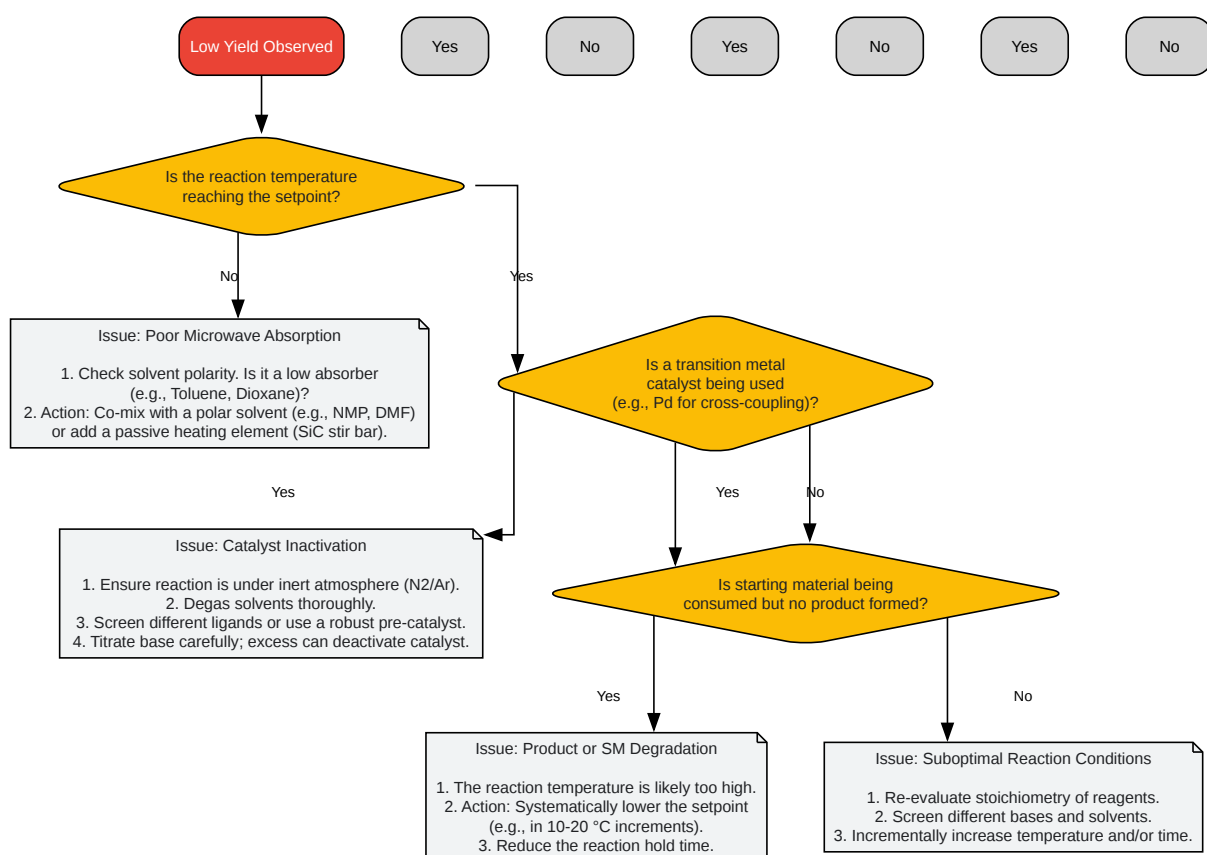 Low Yield Observed
Yes
No
Yes
No
Yes
No
Is the reaction temperature
reaching the setpoint?
No
Yes
Issue: Poor Microwave Absorption
1. Check solvent polarity. Is it a low absorber
(e.g., Toluene, Dioxane)?
2. Action: Co-mix with a polar solvent (e.g., NMP, DMF)
or add a passive heating element (SiC stir bar).
Is a transition metal
catalyst being used
(e.g., Pd for cross-coupling)?
Yes
Yes
No
Issue: Catalyst Inactivation
1. Ensure reaction is under inert atmosphere (N2/Ar).
2. Degas solvents thoroughly.
3. Screen different ligands or use a robust pre-catalyst.
4. Titrate base carefully; excess can deactivate catalyst.
Is starting material being
consumed but no product formed?
Yes
No
Issue: Product or SM Degradation
1. The reaction temperature is likely too high.
2. Action: Systematically lower the setpoint
(e.g., in 10-20 °C increments).
3. Reduce the reaction hold time.
Issue: Suboptimal Reaction Conditions
1. Re-evaluate stoichiometry of reagents.
2. Screen different bases and solvents.
3. Incrementally increase temperature and/or time.